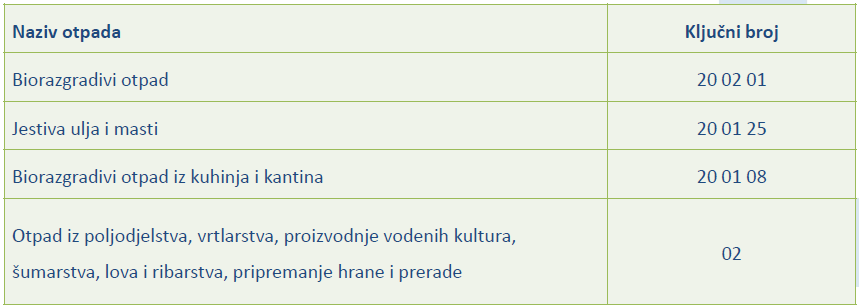 Naziv otpada Ključni broj
Biorazgradivi otpad 20 02 01
Jestiva ulja i masti 20 01 25
Biorazgradivi otpad iz kuhinja i kantina 20 01 08
Otpad iz poljodjelstva, vrtlarstva, proizvodnje vodenih kultura,
šumarstva, lova i ribarstva, pripremanje hrane i prerade 02